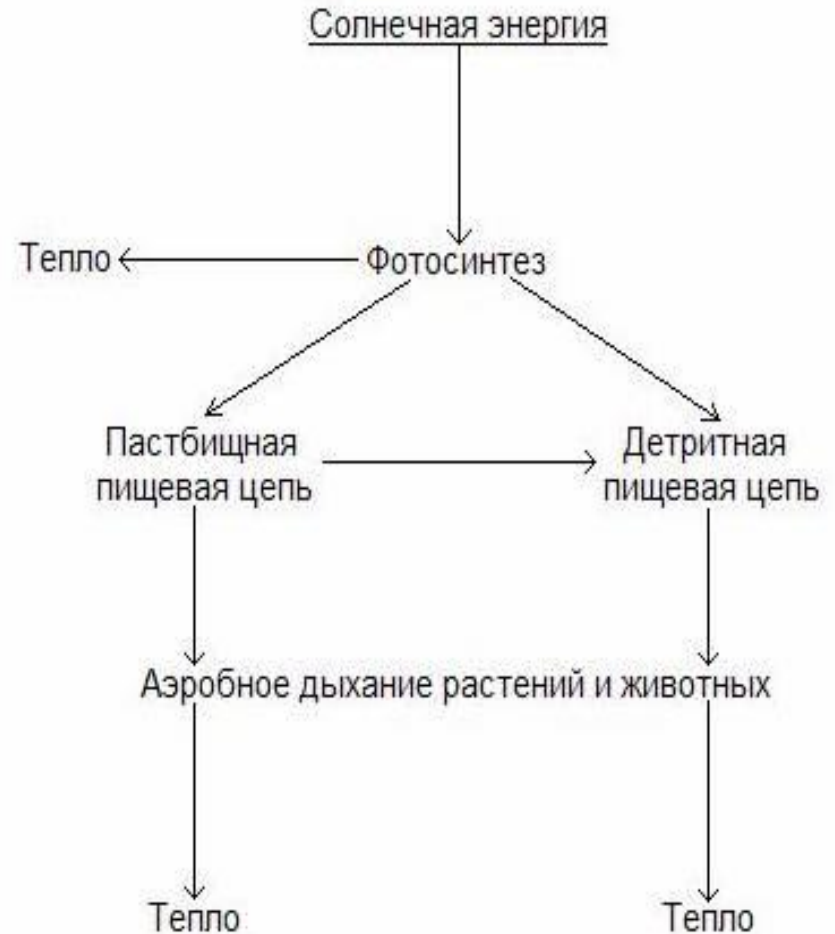 Солнечная энергия
Тепло
Фотосинтез
Пастбищная
пищевая цепь
Детритная
пищевая цепь
Аэробное дыхание растений и животных
Тепло
Тепло